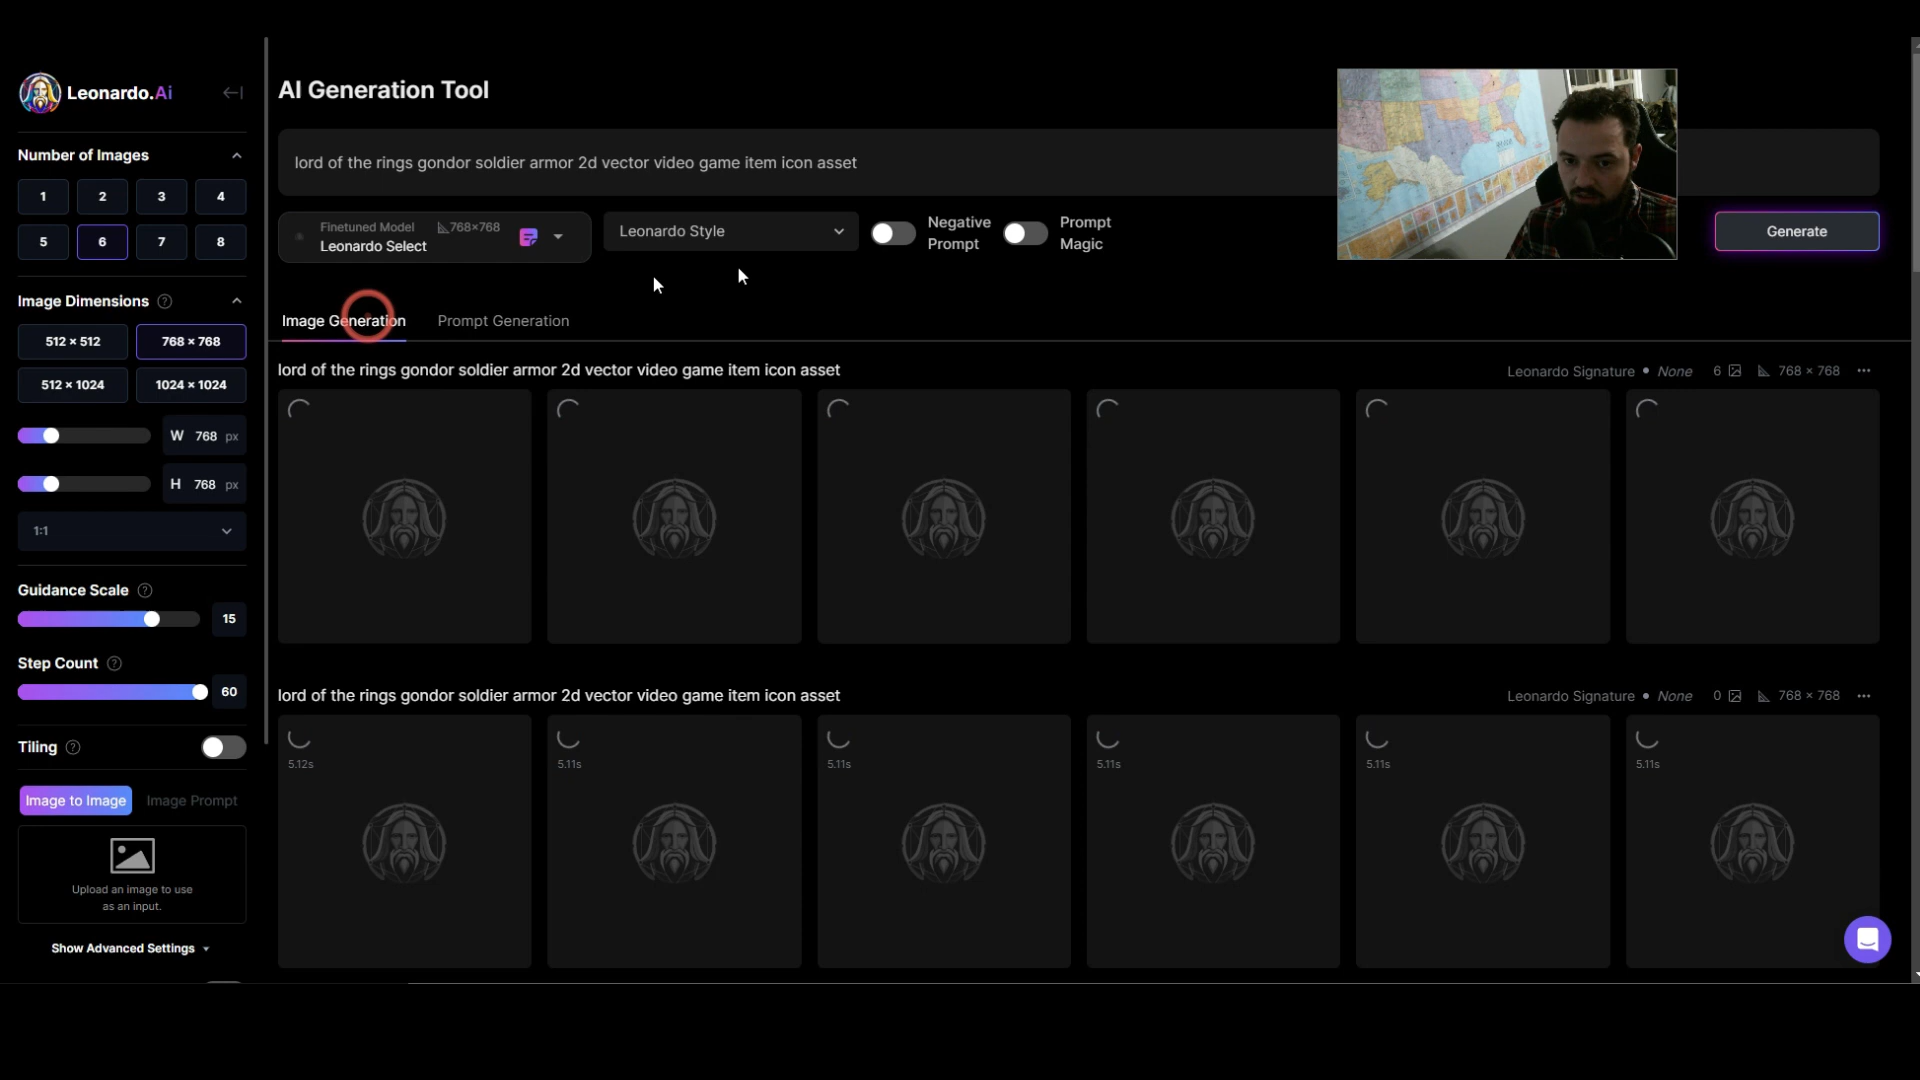 Leonardo.Ai
AI Generation Tool
Number of Images
1 2 3 4
5 6 7 8
Image Dimensions ?
512 × 512 768 × 768
512 × 1024 1024 × 1024
W 768 px
H 768 px
1:1
Guidance Scale ?
15
Step Count ?
60
Tiling ?
Image to Image Image Prompt
Upload an image to use
as an input.
Show Advanced Settings
lord of the rings gondor soldier armor 2d vector video game item icon asset
Finetuned Model 768×768
Leonardo Select
Leonardo Style
Negative
Prompt
Prompt
Magic
Generate
Image Generation Prompt Generation
lord of the rings gondor soldier armor 2d vector video game item icon asset
Leonardo Signature • None 6 768 × 768 ...
lord of the rings gondor soldier armor 2d vector video game item icon asset
Leonardo Signature • None 0 768 × 768 ...
5.12s 5.11s 5.11s 5.11s 5.11s 5.11s